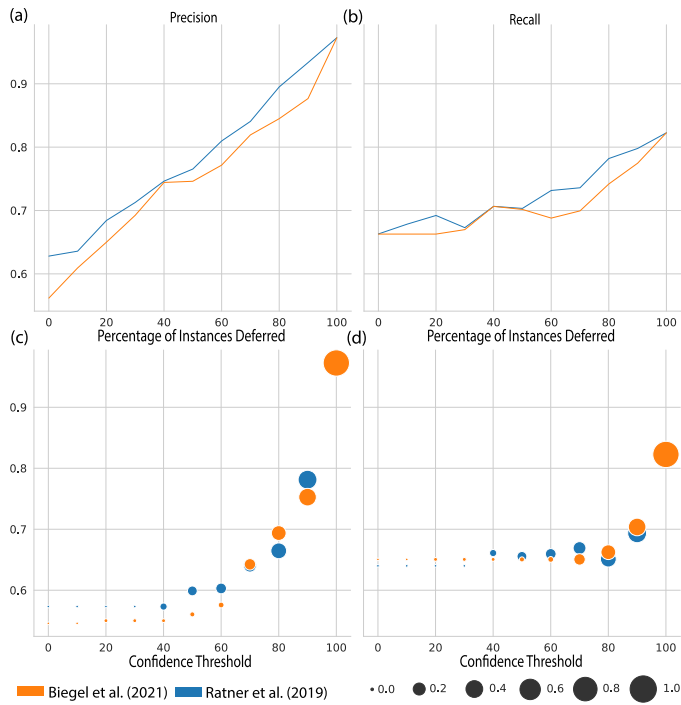 (a) Precision (b) Recall
0.9
0.8
0.7
0.6
0 20 40 60 80 100 0 20 40 60 80 100
(c) Percentage of Instances Deferred (d) Percentage of Instances Deferred
0.9
0.8
0.7
0.6
0 20 40 60 80 100 0 20 40 60 80 100
Confidence Threshold Confidence Threshold
Biegel et al. (2021) Ratner et al. (2019) 0.0 0.2 0.4 0.6 0.8 1.0